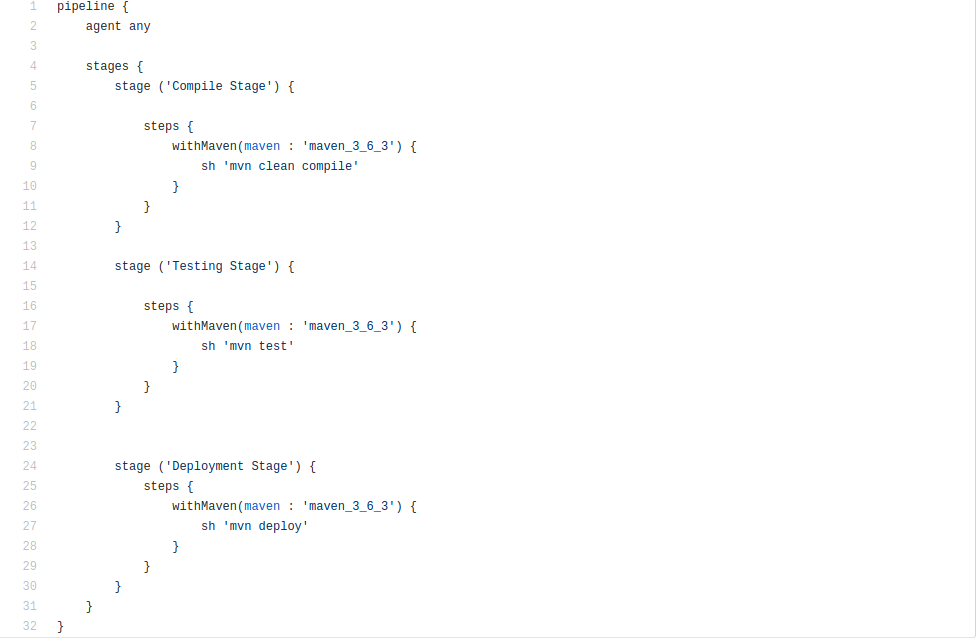 1 pipeline {
2     agent any
3
4     stages {
5         stage ('Compile Stage') {
6
7             steps {
8                 withMaven(maven : 'maven_3_6_3') {
9                     sh 'mvn clean compile'
10                 }
11             }
12         }
13
14         stage ('Testing Stage') {
15
16             steps {
17                 withMaven(maven : 'maven_3_6_3') {
18                     sh 'mvn test'
19                 }
20             }
21         }
22
23
24         stage ('Deployment Stage') {
25             steps {
26                 withMaven(maven : 'maven_3_6_3') {
27                     sh 'mvn deploy'
28                 }
29             }
30         }
31     }
32 }